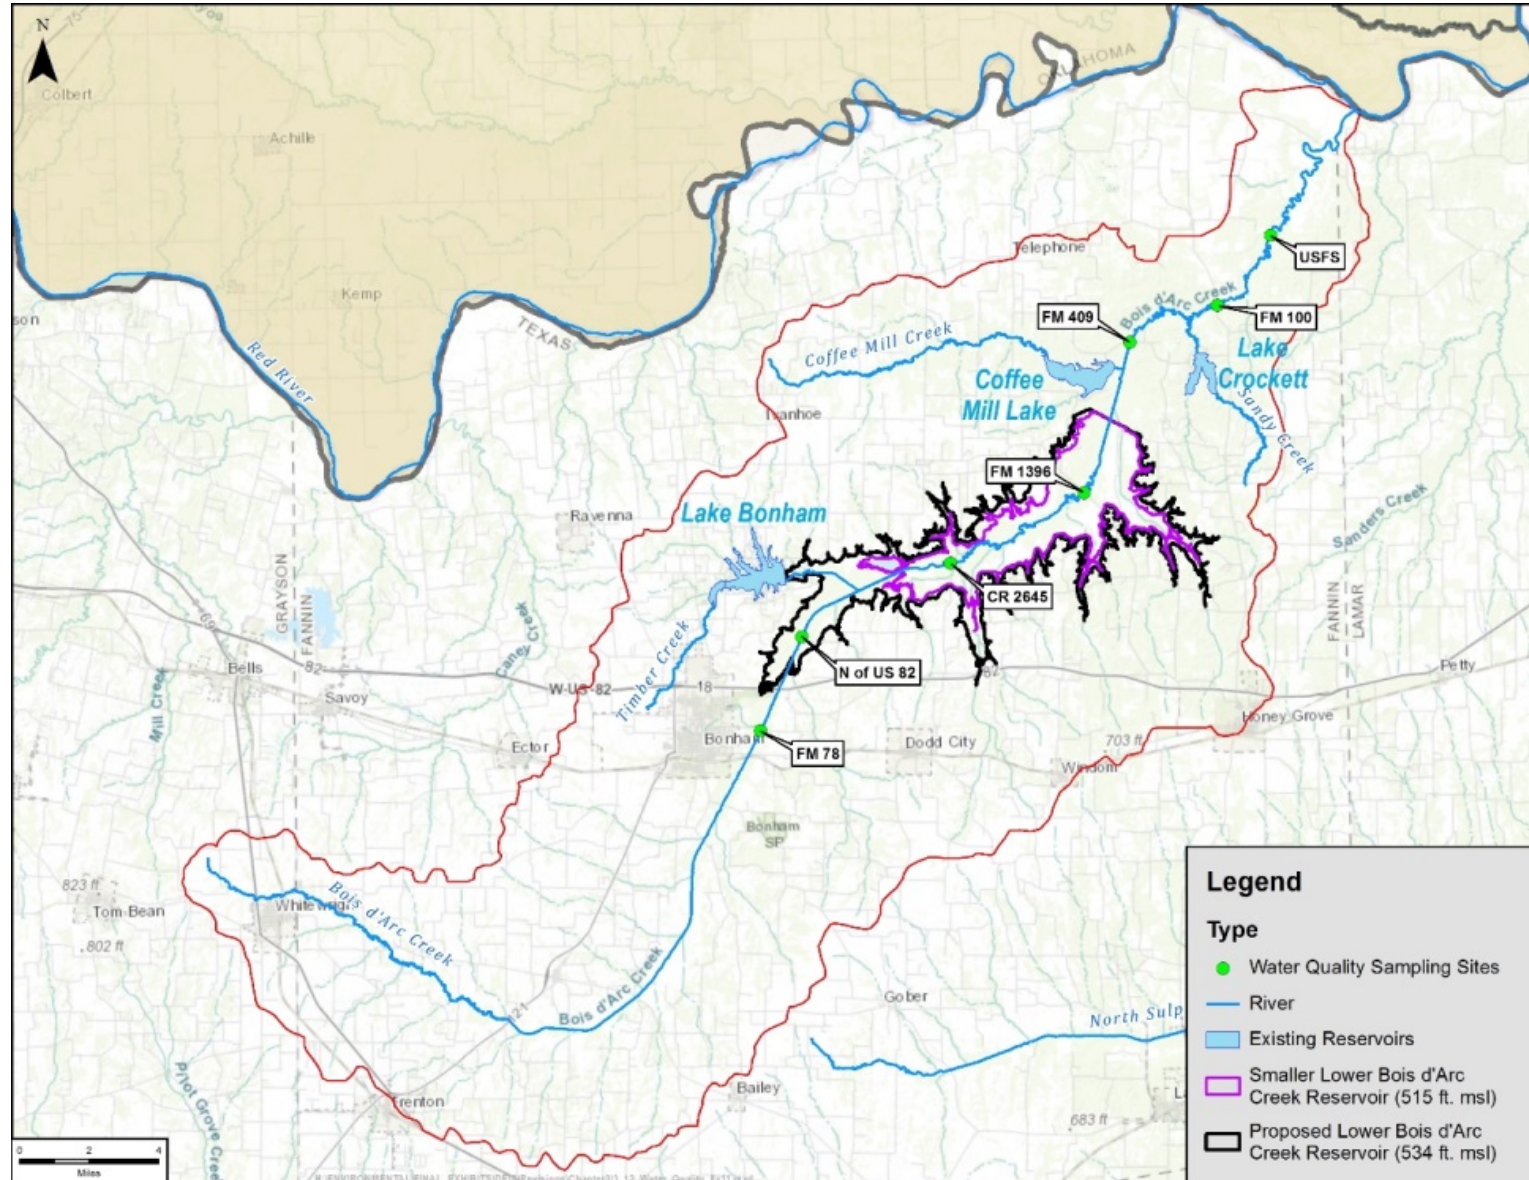 N
75
Colbert
Achille
OKLAHOMA
Kemp
TEXAS
son
Red River
Telephone
USFS
FM 409
Bois d'Arc Creek
FM 100
Coffee Mill Creek
Lake
Crockett
Coffee
Mill Lake
Sandy Creek
Ivanhoe
FM 1396
Sanders Creek
Ravenna
Lake Bonham
GRAYSON
FANNIN
CR 2645
FANNIN
LAMAR
69
Caney Creek
Timber Creek
Mill Creek
Bells
82
Savoy
W-US-82
18
N of US 82
82
Petty
Honey Grove
Ector
Bonham
FM 78
Dodd City
703 ft
Windom
Bonham
SP
823 ft
Tom Bean
802 ft
Whitewright
Bois d'Arc Creek
121
Bois d'Arc Creek
Gober
North Sulp
Pilot Grove Cree
Trenton
Bailey
683 ft
Legend
Type
Water Quality Sampling Sites
River
Existing Reservoirs
Smaller Lower Bois d'Arc
Creek Reservoir (515 ft. msl)
Proposed Lower Bois d'Arc
Creek Reservoir (534 ft. msl)
0 2 4
Miles